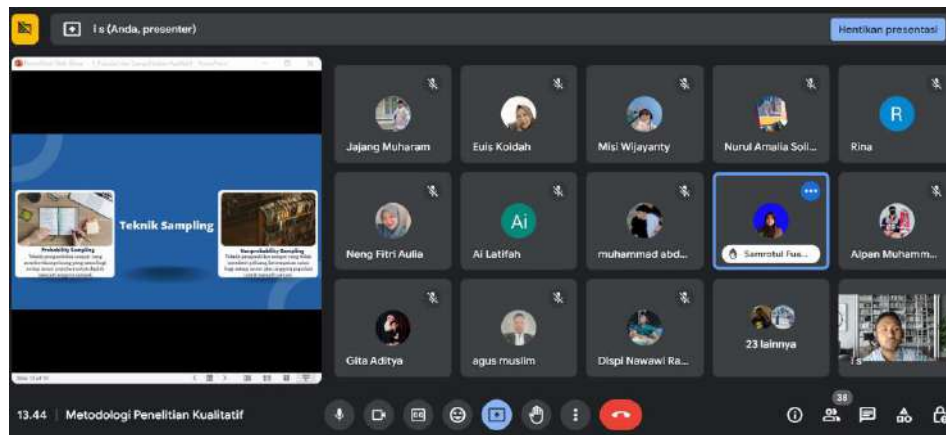 i s (Anda, presenter)
Hentikan presentasi
Teknik Sampling
Probability Sampling
Nonprobability Sampling
Jajang Muharam
Euis Koidah
Misi Wijayanty
Nurul Amalia Soli...
R
Rina
Neng Fitri Aulia
Ai
Ai Latifah
muhammad abd...
Samrotul Fua...
Alpan Muhamm...
Gita Aditya
agus muslim
Dispi Nawawi Ra...
23 lainnya
i s
13.44 | Metodologi Penelitian Kualitatif
38